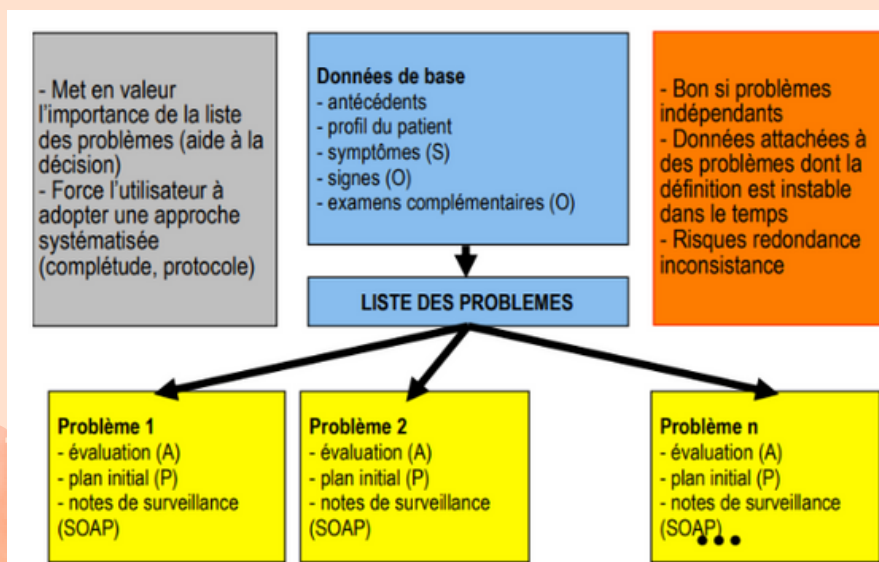 - Met en valeur
l'importance de la liste
des problèmes (aide à la
décision)
- Force l'utilisateur à
adopter une approche
systématisée
(complétude, protocole)
Données de base
- antécédents
- profil du patient
- symptômes (S)
- signes (O)
- examens complémentaires (O)
- Bon si problèmes
indépendants
- Données attachées à
des problèmes dont la
définition est instable
dans le temps
- Risques redondance
inconsistance
LISTE DES PROBLEMES
Problème 1
- évaluation (A)
- plan initial (P)
- notes de surveillance
(SOAP)
Problème 2
- évaluation (A)
- plan initial (P)
- notes de surveillance
(SOAP)
Problème n
- évaluation (A)
- plan initial (P)
- notes de surveillance
(SOAP)...